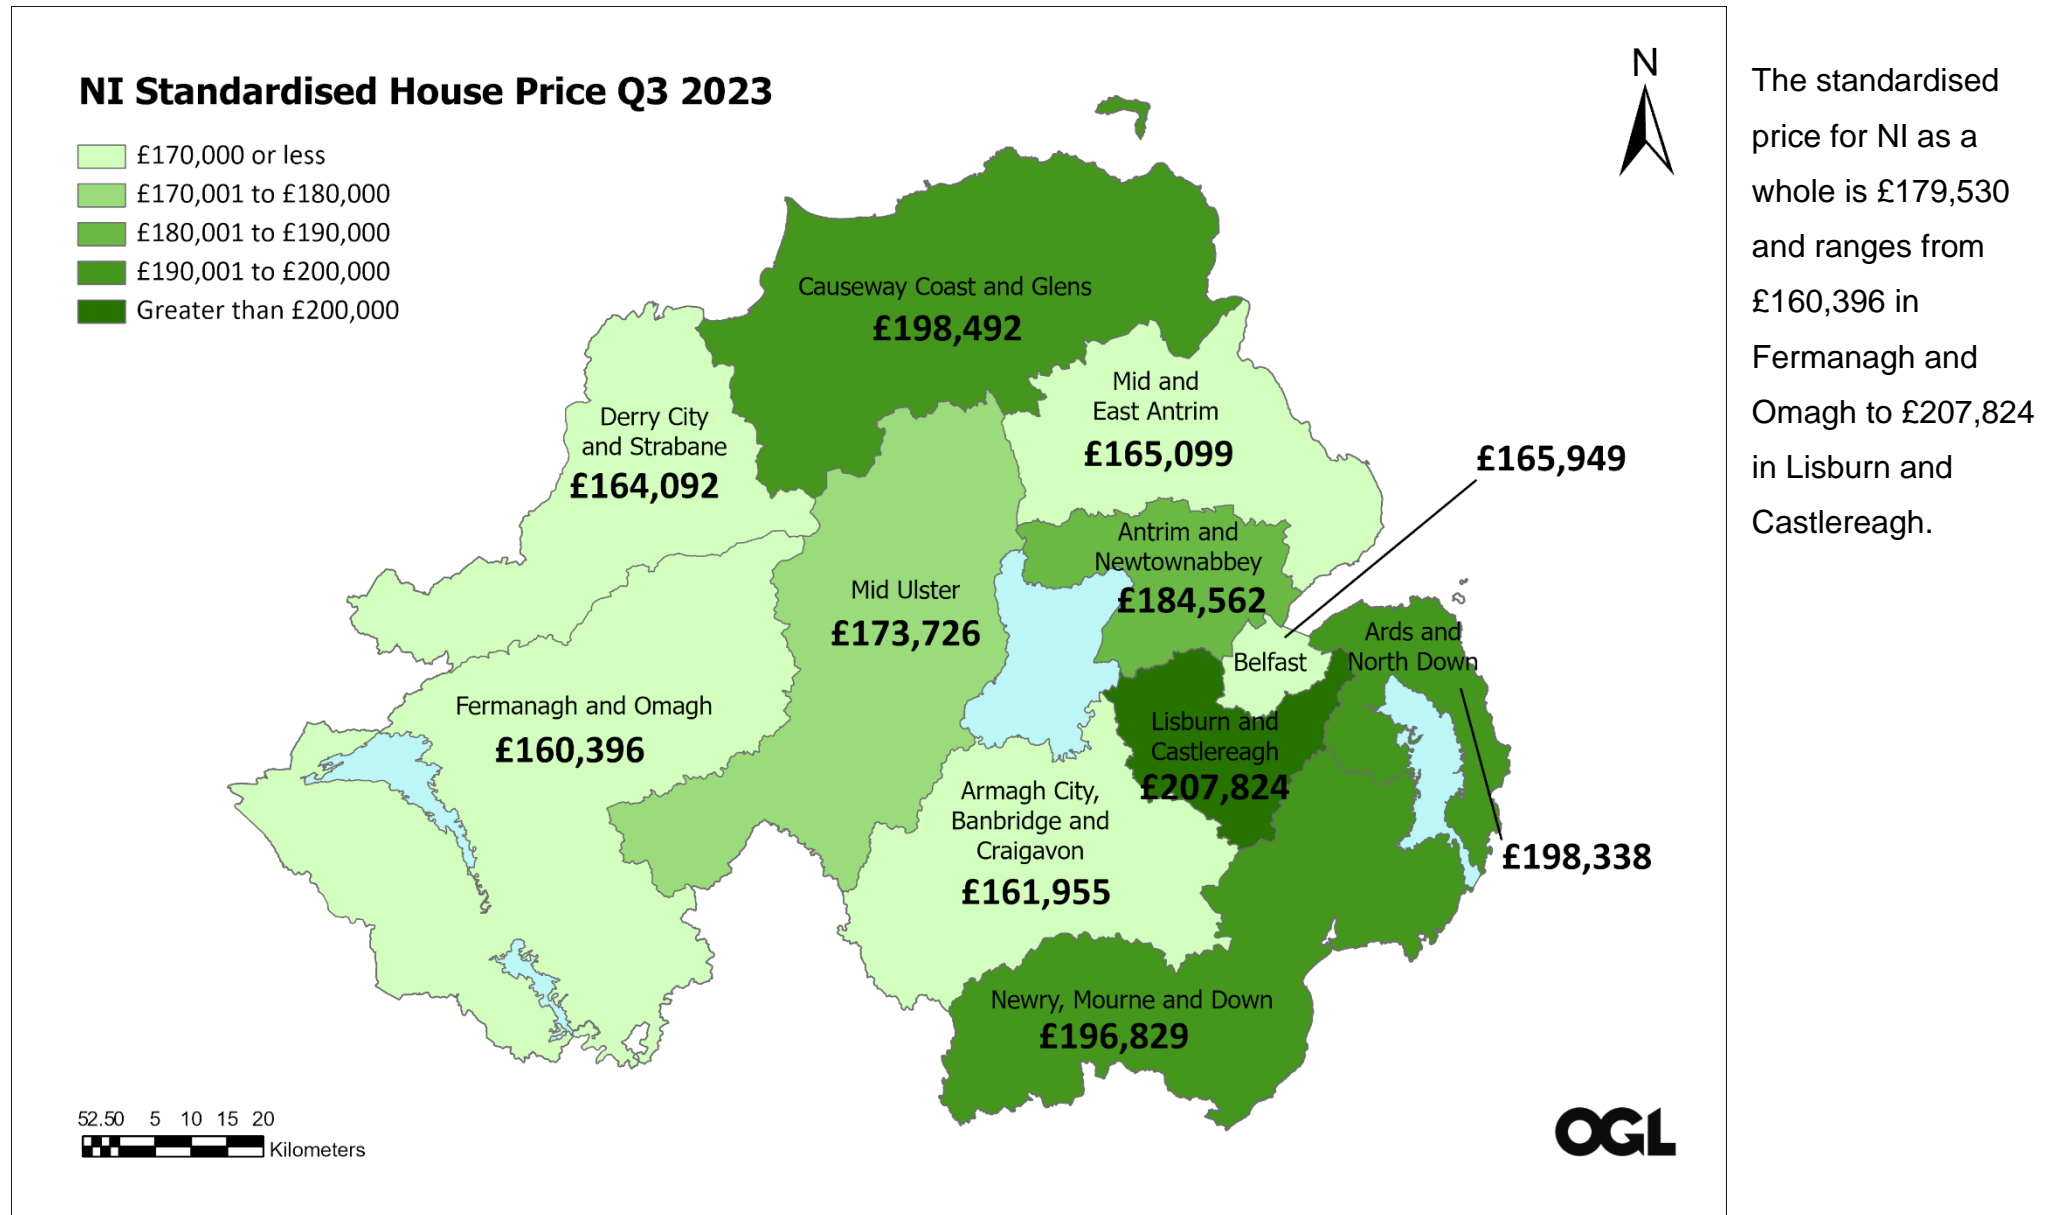 NI Standardised House Price Q3 2023
£170,000 or less
£170,001 to £180,000
£180,001 to £190,000
£190,001 to £200,000
Greater than £200,000
N
Causeway Coast and Glens
£198,492
Derry City
and Strabane
£164,092
Mid and
East Antrim
£165,099
£165,949
Antrim and
Newtownabbey
£184,562
Mid Ulster
£173,726
Belfast
Ards and
North Down
Fermanagh and Omagh
£160,396
Lisburn and
Castlereagh
£207,824
Armagh City,
Banbridge and
Craigavon
£161,955
£198,338
Newry, Mourne and Down
£196,829
52.50 5 10 15 20
Kilometers
OGL
The standardised
price for NI as a
whole is £179,530
and ranges from
£160,396 in
Fermanagh and
Omagh to £207,824
in Lisburn and
Castlereagh.